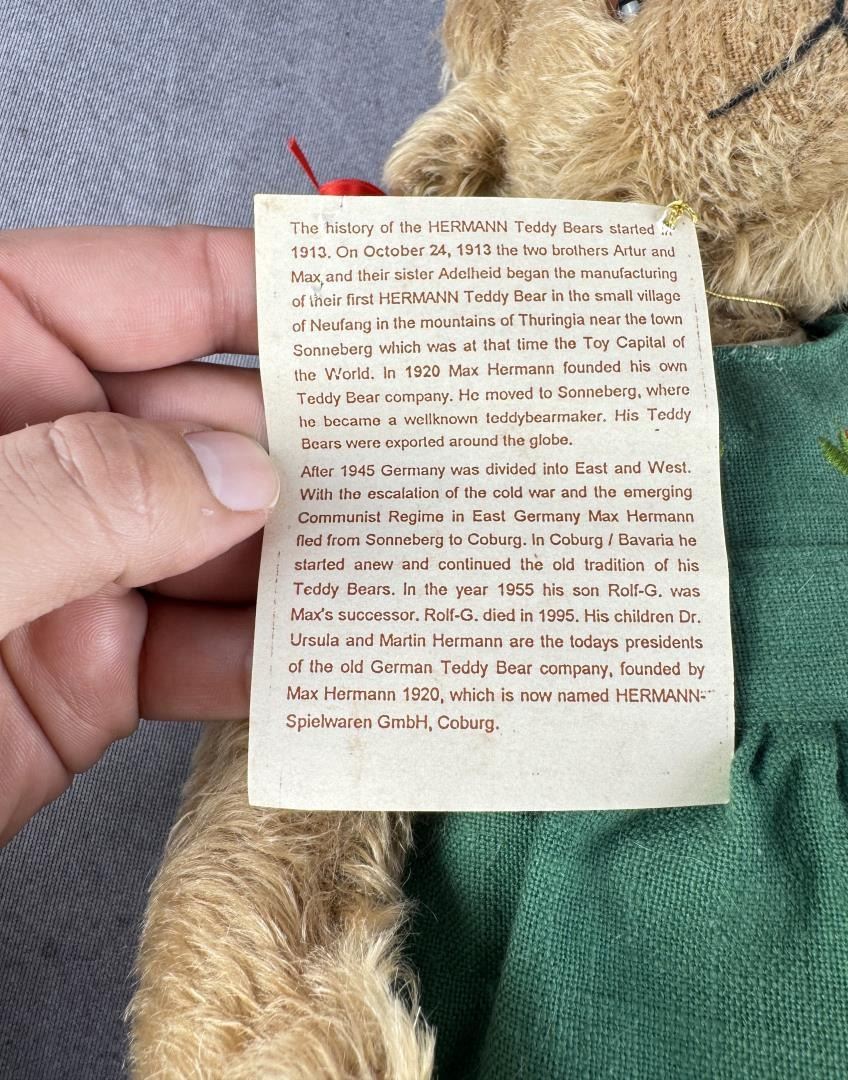 The history of the HERMANN Teddy Bears started in
1913. On October 24, 1913 the two brothers Artur and
Max and their sister Adelheid began the manufacturing
of their first HERMANN Teddy Bear in the small village
of Neufang in the mountains of Thuringia near the town
Sonneberg which was at that time the Toy Capital of
the World. In 1920 Max Hermann founded his own
Teddy Bear company. He moved to Sonneberg, where
he became a wellknown teddybearmaker. His Teddy
Bears were exported around the globe.
After 1945 Germany was divided into East and West.
With the escalation of the cold war and the emerging
Communist Regime in East Germany Max Hermann
fled from Sonneberg to Coburg. In Coburg / Bavaria he
started anew and continued the old tradition of his
Teddy Bears. In the year 1955 his son Rolf-G. was
Max's successor. Rolf-G. died in 1995. His children Dr.
Ursula and Martin Hermann are the todays presidents
of the old German Teddy Bear company, founded by
Max Hermann 1920, which is now named HERMANN-
Spielwaren GmbH, Coburg.